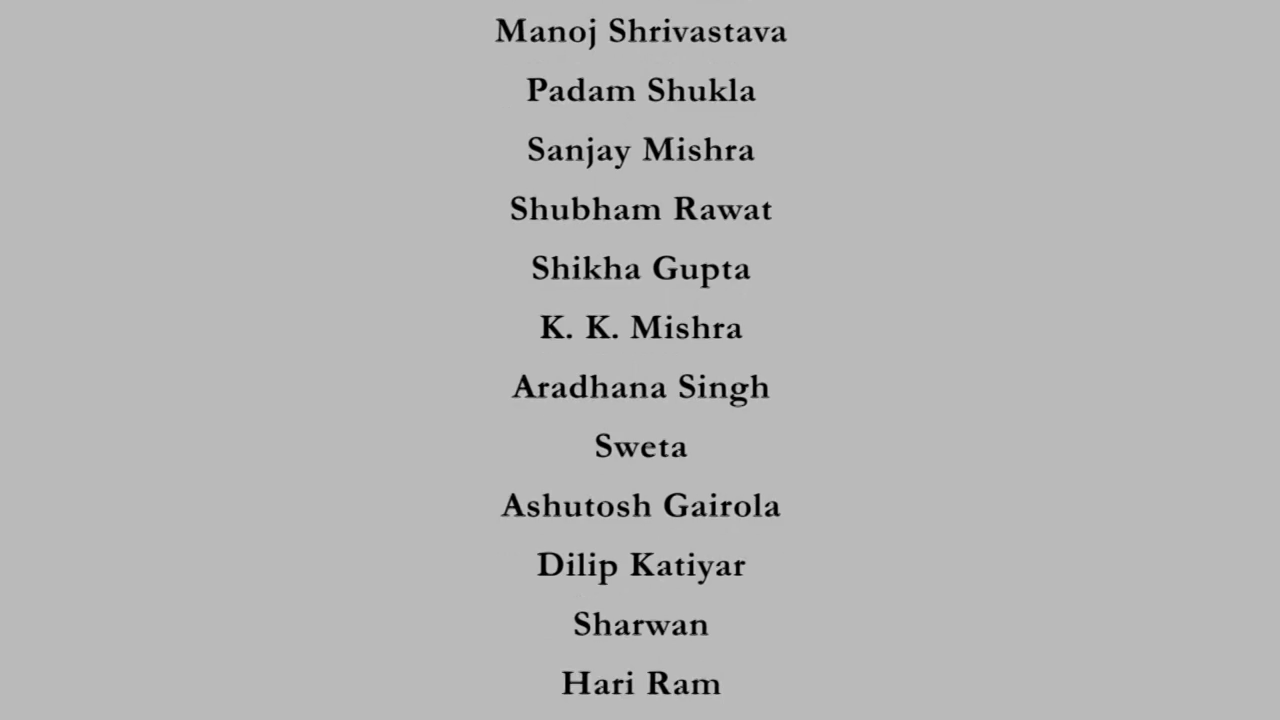 Manoj Shrivastava
Padam Shukla
Sanjay Mishra
Shubham Rawat
Shikha Gupta
K. K. Mishra
Aradhana Singh
Sweta
Ashutosh Gairola
Dilip Katiyar
Sharwan
Hari Ram